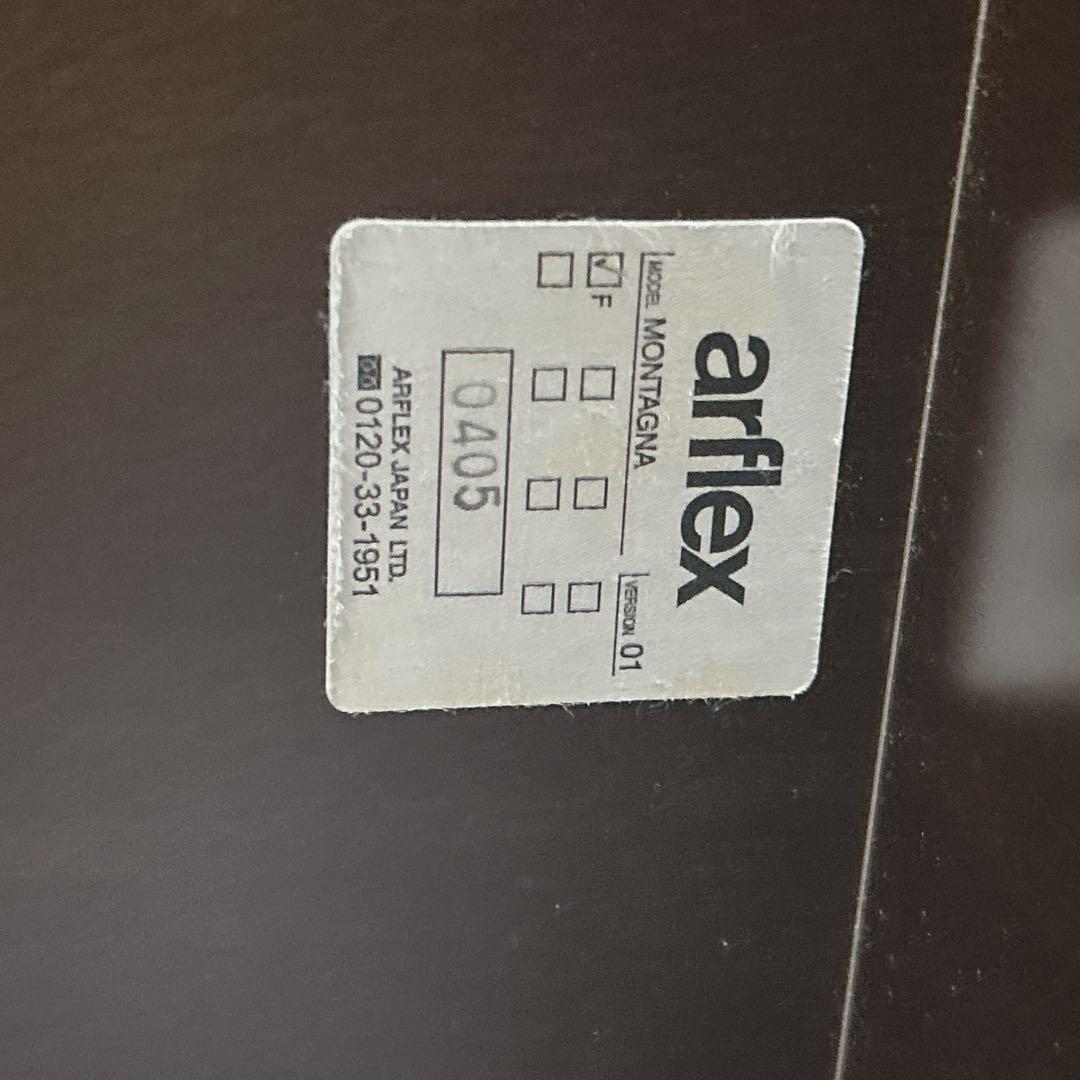 arflex
MODEL MONTAGNA VERSION 01
☑F □ □ □
□ □ □ □
0405
ARFLEX JAPAN LTD.
0120-33-1951